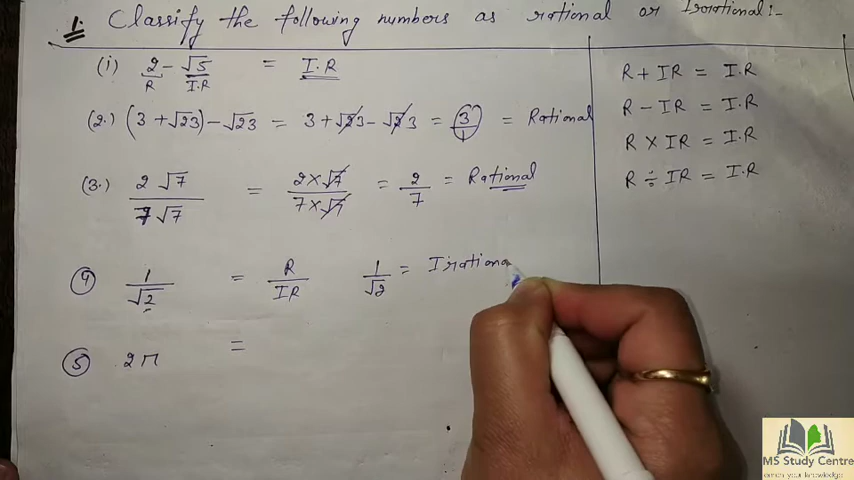 1. Classify the following numbers as rational or Irrational:-
(i) 2 - √5 = I.R
R I.R
(2.) (3 + √23) - √23 = 3 + √23 - √23 = 3/1 = Rational
(3.) 2√7 / 7√7 = 2×√7 / 7×√7 = 2/7 = Rational
(4) 1/√2 = R/IR 1/√2 = Irationa
(5) 2π =
R + IR = I.R
R - IR = I.R
R × IR = I.R
R ÷ IR = I.R
MS Study Centre